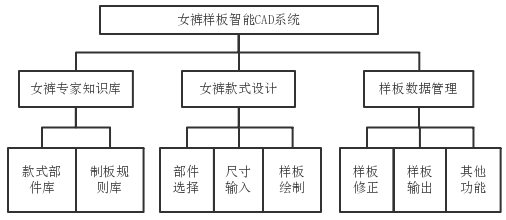 女裤样板智能CAD系统
女裤专家知识库
女裤款式设计
样板数据管理
款式部
件库
制板规
则库
部件
选择
尺寸
输入
样板
绘制
样板
修正
样板
输出
其他
功能